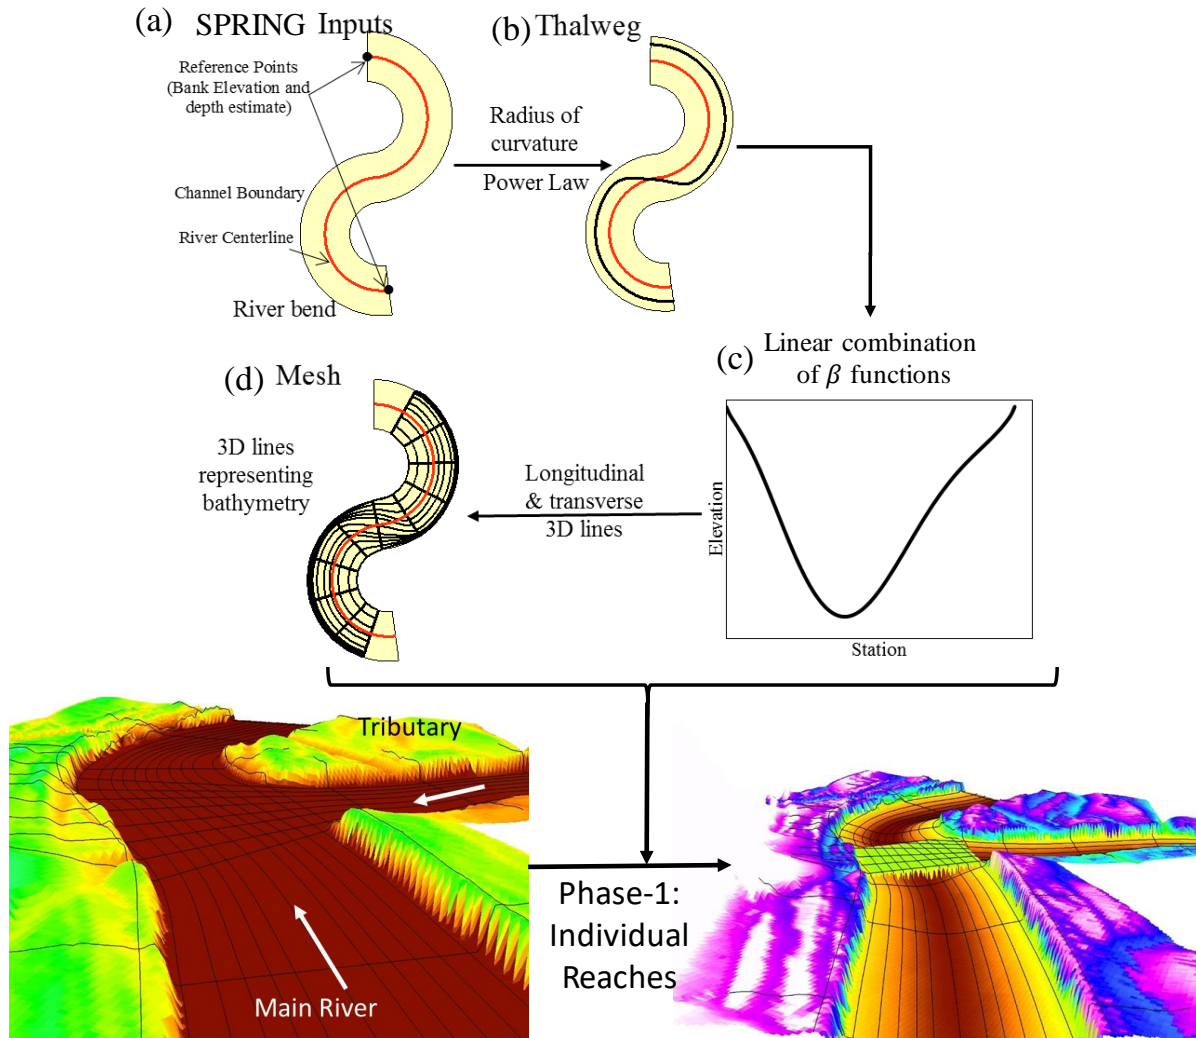 (a) SPRING Inputs
Reference Points
(Bank Elevation and
depth estimate)
Channel Boundary
River Centerline
River bend
Radius of
curvature
Power Law
(b) Thalweg
(c) Linear combination
of β functions
Elevation
Station
Longitudinal
& transverse
3D lines
(d) Mesh
3D lines
representing
bathymetry
Tributary
Main River
Phase-1:
Individual
Reaches